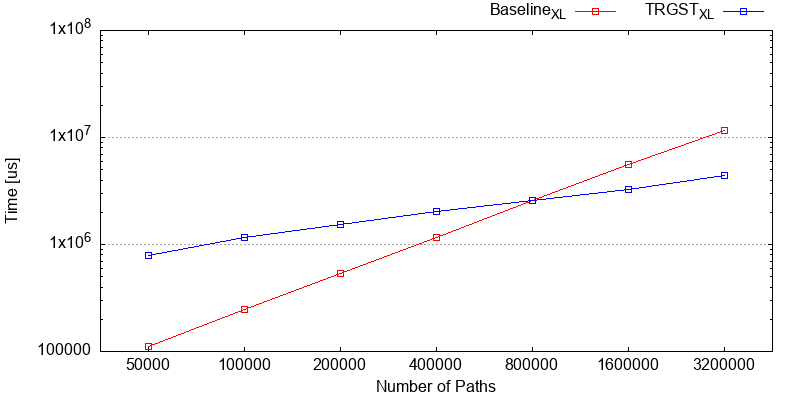 Baseline_XL TRGST_XL
1x10^8
1x10^7
1x10^6
100000
Time [us]
50000 100000 200000 400000 800000 1600000 3200000
Number of Paths